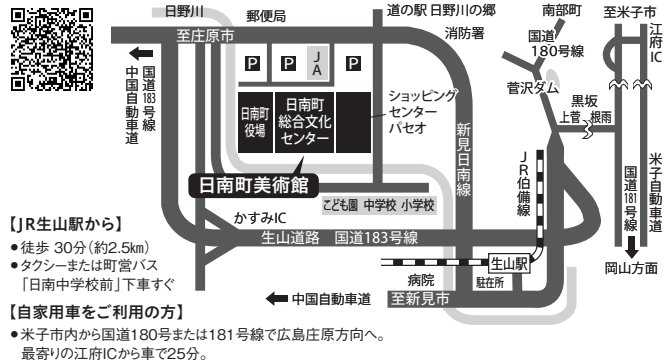 日野川
郵便局
道の駅 日野川の郷
消防署
南部町
国道
180号線
至米子市
江府IC
至庄原市
国道183号線
中国自動車道
P
P
JA
P
日南町
役場
日南町
総合文化
センター
ショッピング
センター
パセオ
新見日南線
菅沢ダム
黒坂
上菅
根雨
JR伯備線
国道181号線
米子自動車道
岡山方面
日南町美術館
こども園 中学校 小学校
かすみIC
生山道路 国道183号線
生山駅
病院
駐在所
中国自動車道
至新見市
【JR生山駅から】
●徒歩 30分(約2.5km)
●タクシーまたは町営バス
「日南中学校前」下車すぐ
【自家用車をご利用の方】
●米子市内から国道180号または181号線で広島庄原方向へ。
最寄りの江府ICから車で25分。